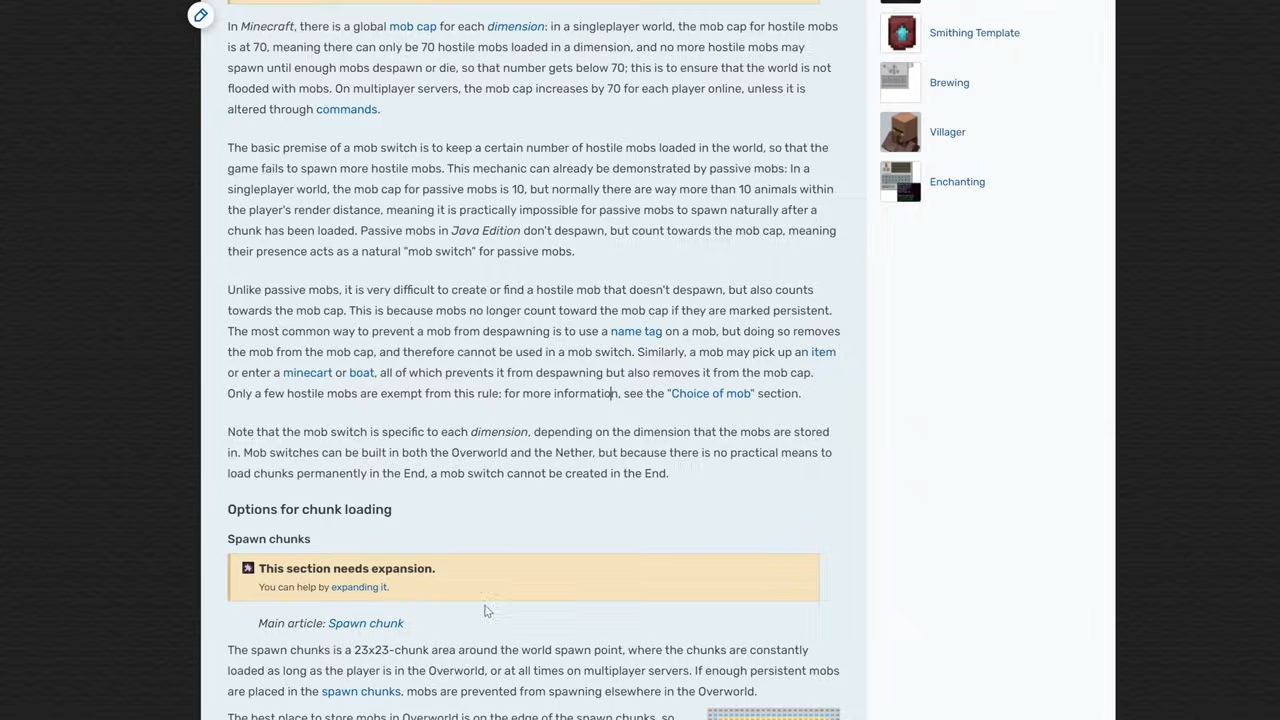 In Minecraft, there is a global mob cap for each dimension: in a singleplayer world, the mob cap for hostile mobs
is at 70, meaning there can only be 70 hostile mobs loaded in a dimension, and no more hostile mobs may
spawn until enough mobs despawn or die so that number gets below 70; this is to ensure that the world is not
flooded with mobs. On multiplayer servers, the mob cap increases by 70 for each player online, unless it is
altered through commands.
The basic premise of a mob switch is to keep a certain number of hostile mobs loaded in the world, so that the
game fails to spawn more hostile mobs. This mechanic can already be demonstrated by passive mobs: In a
singleplayer world, the mob cap for passive mobs is 10, but normally there are way more than 10 animals within
the player's render distance, meaning it is practically impossible for passive mobs to spawn naturally after a
chunk has been loaded. Passive mobs in Java Edition don't despawn, but count towards the mob cap, meaning
their presence acts as a natural "mob switch" for passive mobs.
Unlike passive mobs, it is very difficult to create or find a hostile mob that doesn't despawn, but also counts
towards the mob cap. This is because mobs no longer count toward the mob cap if they are marked persistent.
The most common way to prevent a mob from despawning is to use a name tag on a mob, but doing so removes
the mob from the mob cap, and therefore cannot be used in a mob switch. Similarly, a mob may pick up an item
or enter a minecart or boat, all of which prevents it from despawning but also removes it from the mob cap.
Only a few hostile mobs are exempt from this rule: for more information, see the "Choice of mob" section.
Note that the mob switch is specific to each dimension, depending on the dimension that the mobs are stored
in. Mob switches can be built in both the Overworld and the Nether, but because there is no practical means to
load chunks permanently in the End, a mob switch cannot be created in the End.
Options for chunk loading
Spawn chunks
This section needs expansion.
You can help by expanding it.
Main article: Spawn chunk
The spawn chunks is a 23x23-chunk area around the world spawn point, where the chunks are constantly
loaded as long as the player is in the Overworld, or at all times on multiplayer servers. If enough persistent mobs
are placed in the spawn chunks, mobs are prevented from spawning elsewhere in the Overworld.
The best place to store mobs in Overworld is on the edge of the spawn chunks, so
Smithing Template
Brewing
Villager
Enchanting